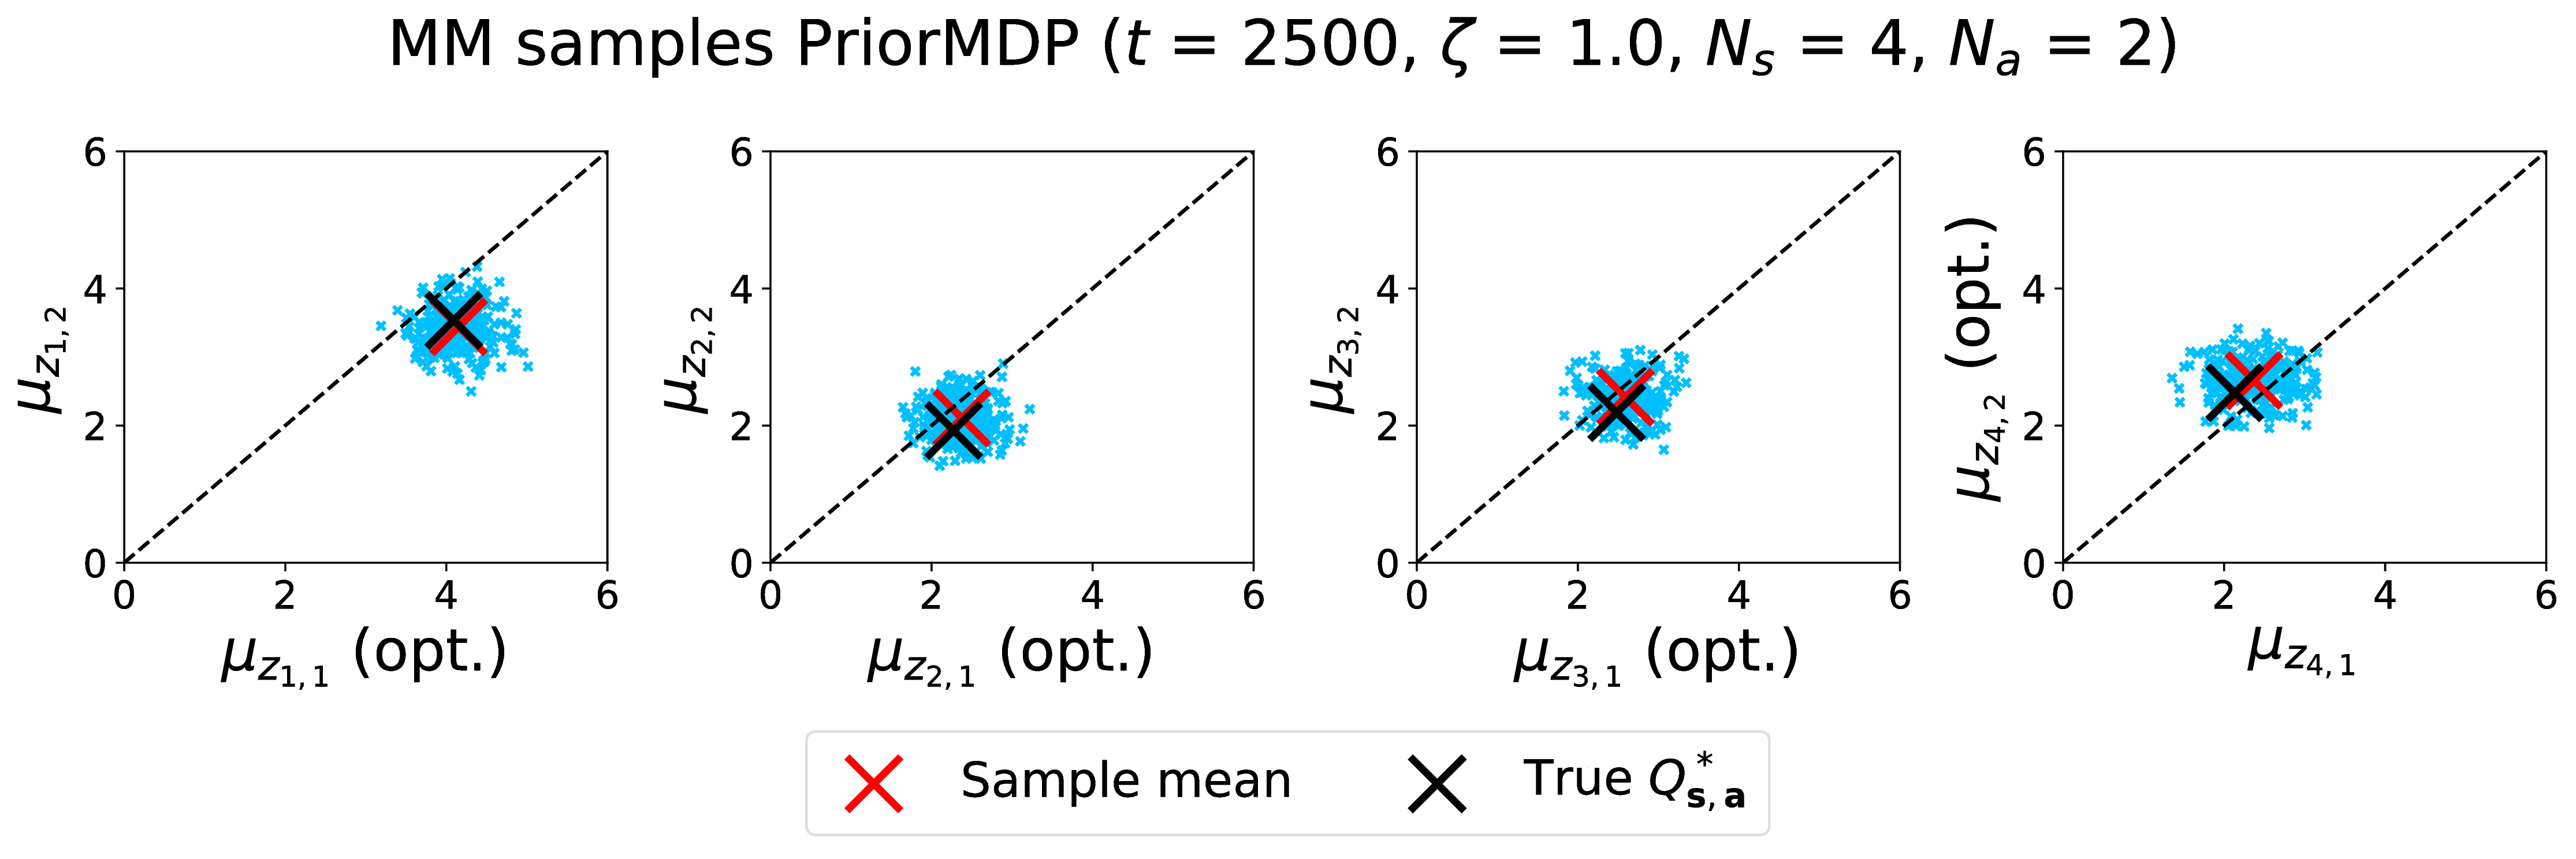 MM samples PriorMDP (t = 2500, ζ = 1.0, N_s = 4, N_a = 2)
6
4
2
0
0 2 4 6
μ_{z_{1,2}}
μ_{z_{1,1}} (opt.)
6
4
2
0
0 2 4 6
μ_{z_{2,2}}
μ_{z_{2,1}} (opt.)
6
4
2
0
0 2 4 6
μ_{z_{3,2}}
μ_{z_{3,1}} (opt.)
6
4
2
0
0 2 4 6
μ_{z_{4,2}} (opt.)
μ_{z_{4,1}}
Sample mean
True Q*_{s,a}